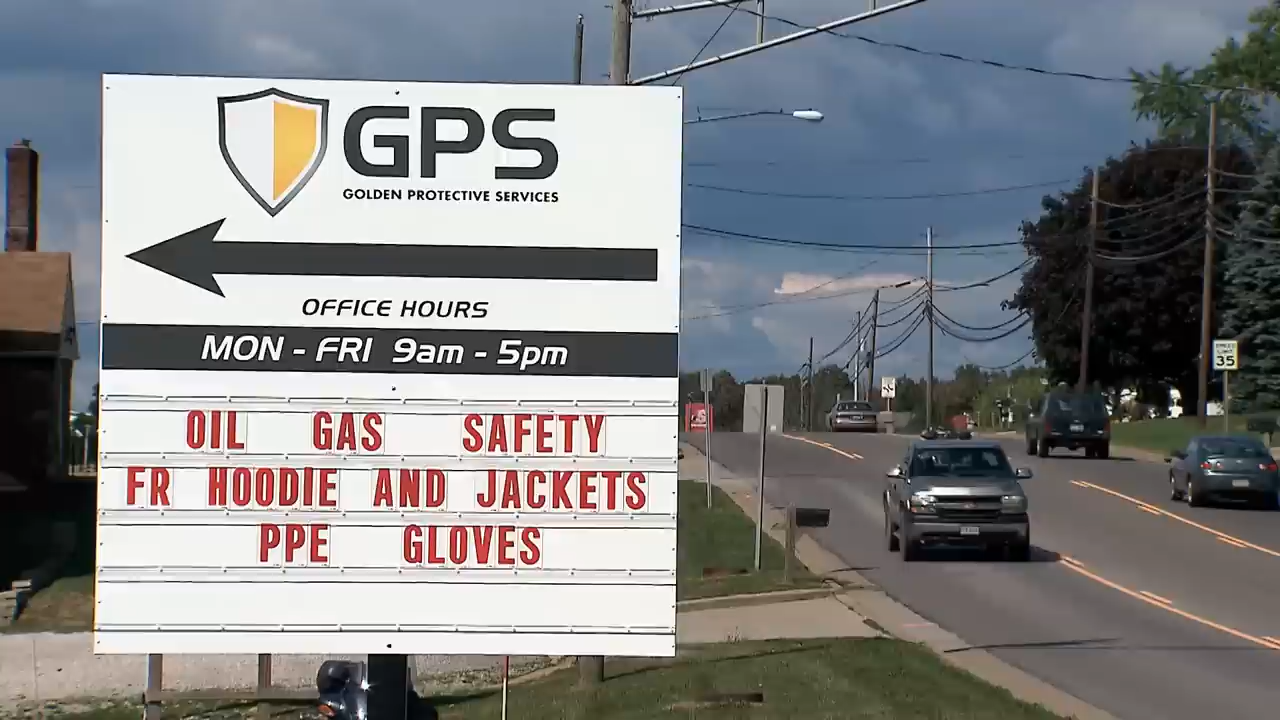 GPS
GOLDEN PROTECTIVE SERVICES
OFFICE HOURS
MON - FRI 9am - 5pm
OIL GAS SAFETY
FR HOODIE AND JACKETS
PPE GLOVES
SPEED LIMIT
35